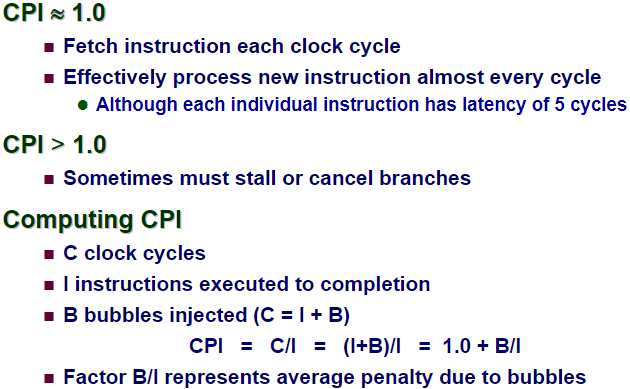 CPI ≈ 1.0
■ Fetch instruction each clock cycle
■ Effectively process new instruction almost every cycle
● Although each individual instruction has latency of 5 cycles
CPI > 1.0
■ Sometimes must stall or cancel branches
Computing CPI
■ C clock cycles
■ I instructions executed to completion
■ B bubbles injected (C = I + B)
CPI = C/I = (I+B)/I = 1.0 + B/I
■ Factor B/I represents average penalty due to bubbles